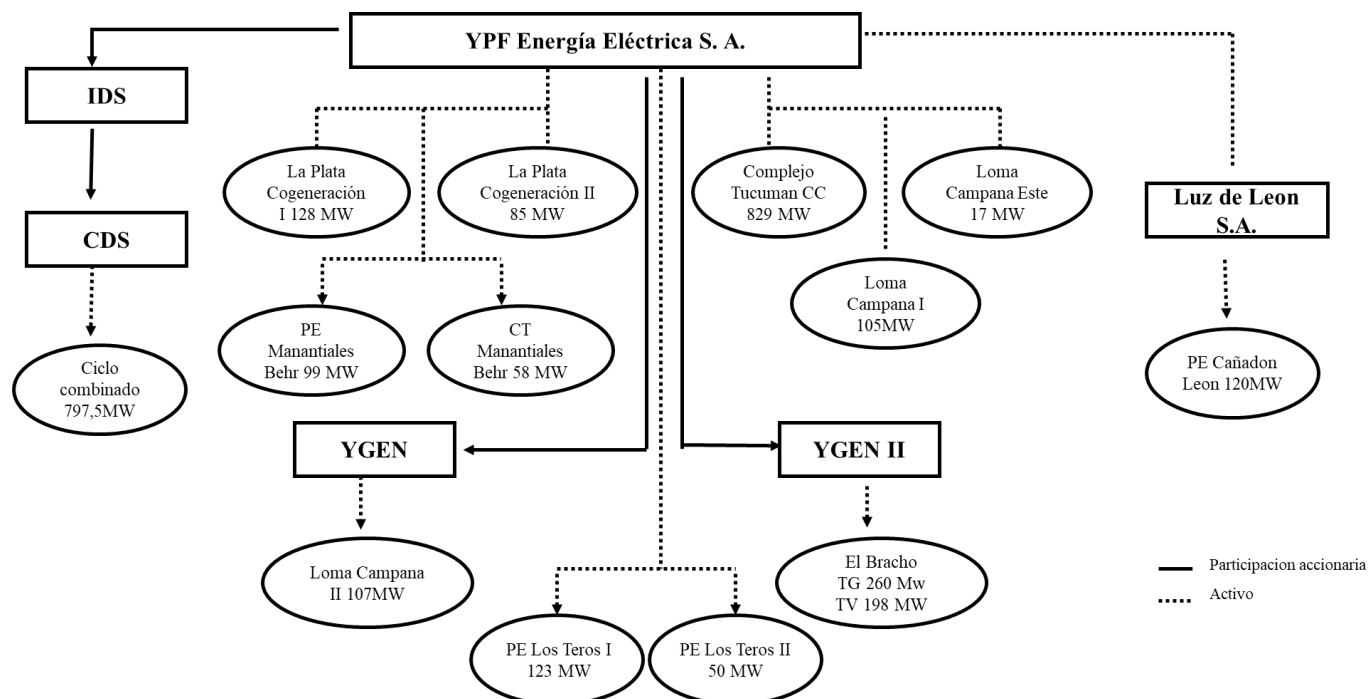 YPF Energía Eléctrica S. A.
IDS
La Plata
Cogeneración
I 128 MW
La Plata
Cogeneración II
85 MW
Complejo
Tucuman CC
829 MW
Loma
Campana Este
17 MW
Luz de Leon
S.A.
CDS
Loma
Campana I
105MW
PE
Manantiales
Behr 99 MW
CT
Manantiales
Behr 58 MW
Ciclo
combinado
797,5MW
PE Cañadon
Leon 120MW
YGEN
YGEN II
Loma Campana
II 107MW
El Bracho
TG 260 Mw
TV 198 MW
PE Los Teros I
123 MW
PE Los Teros II
50 MW
Participacion accionaria
Activo